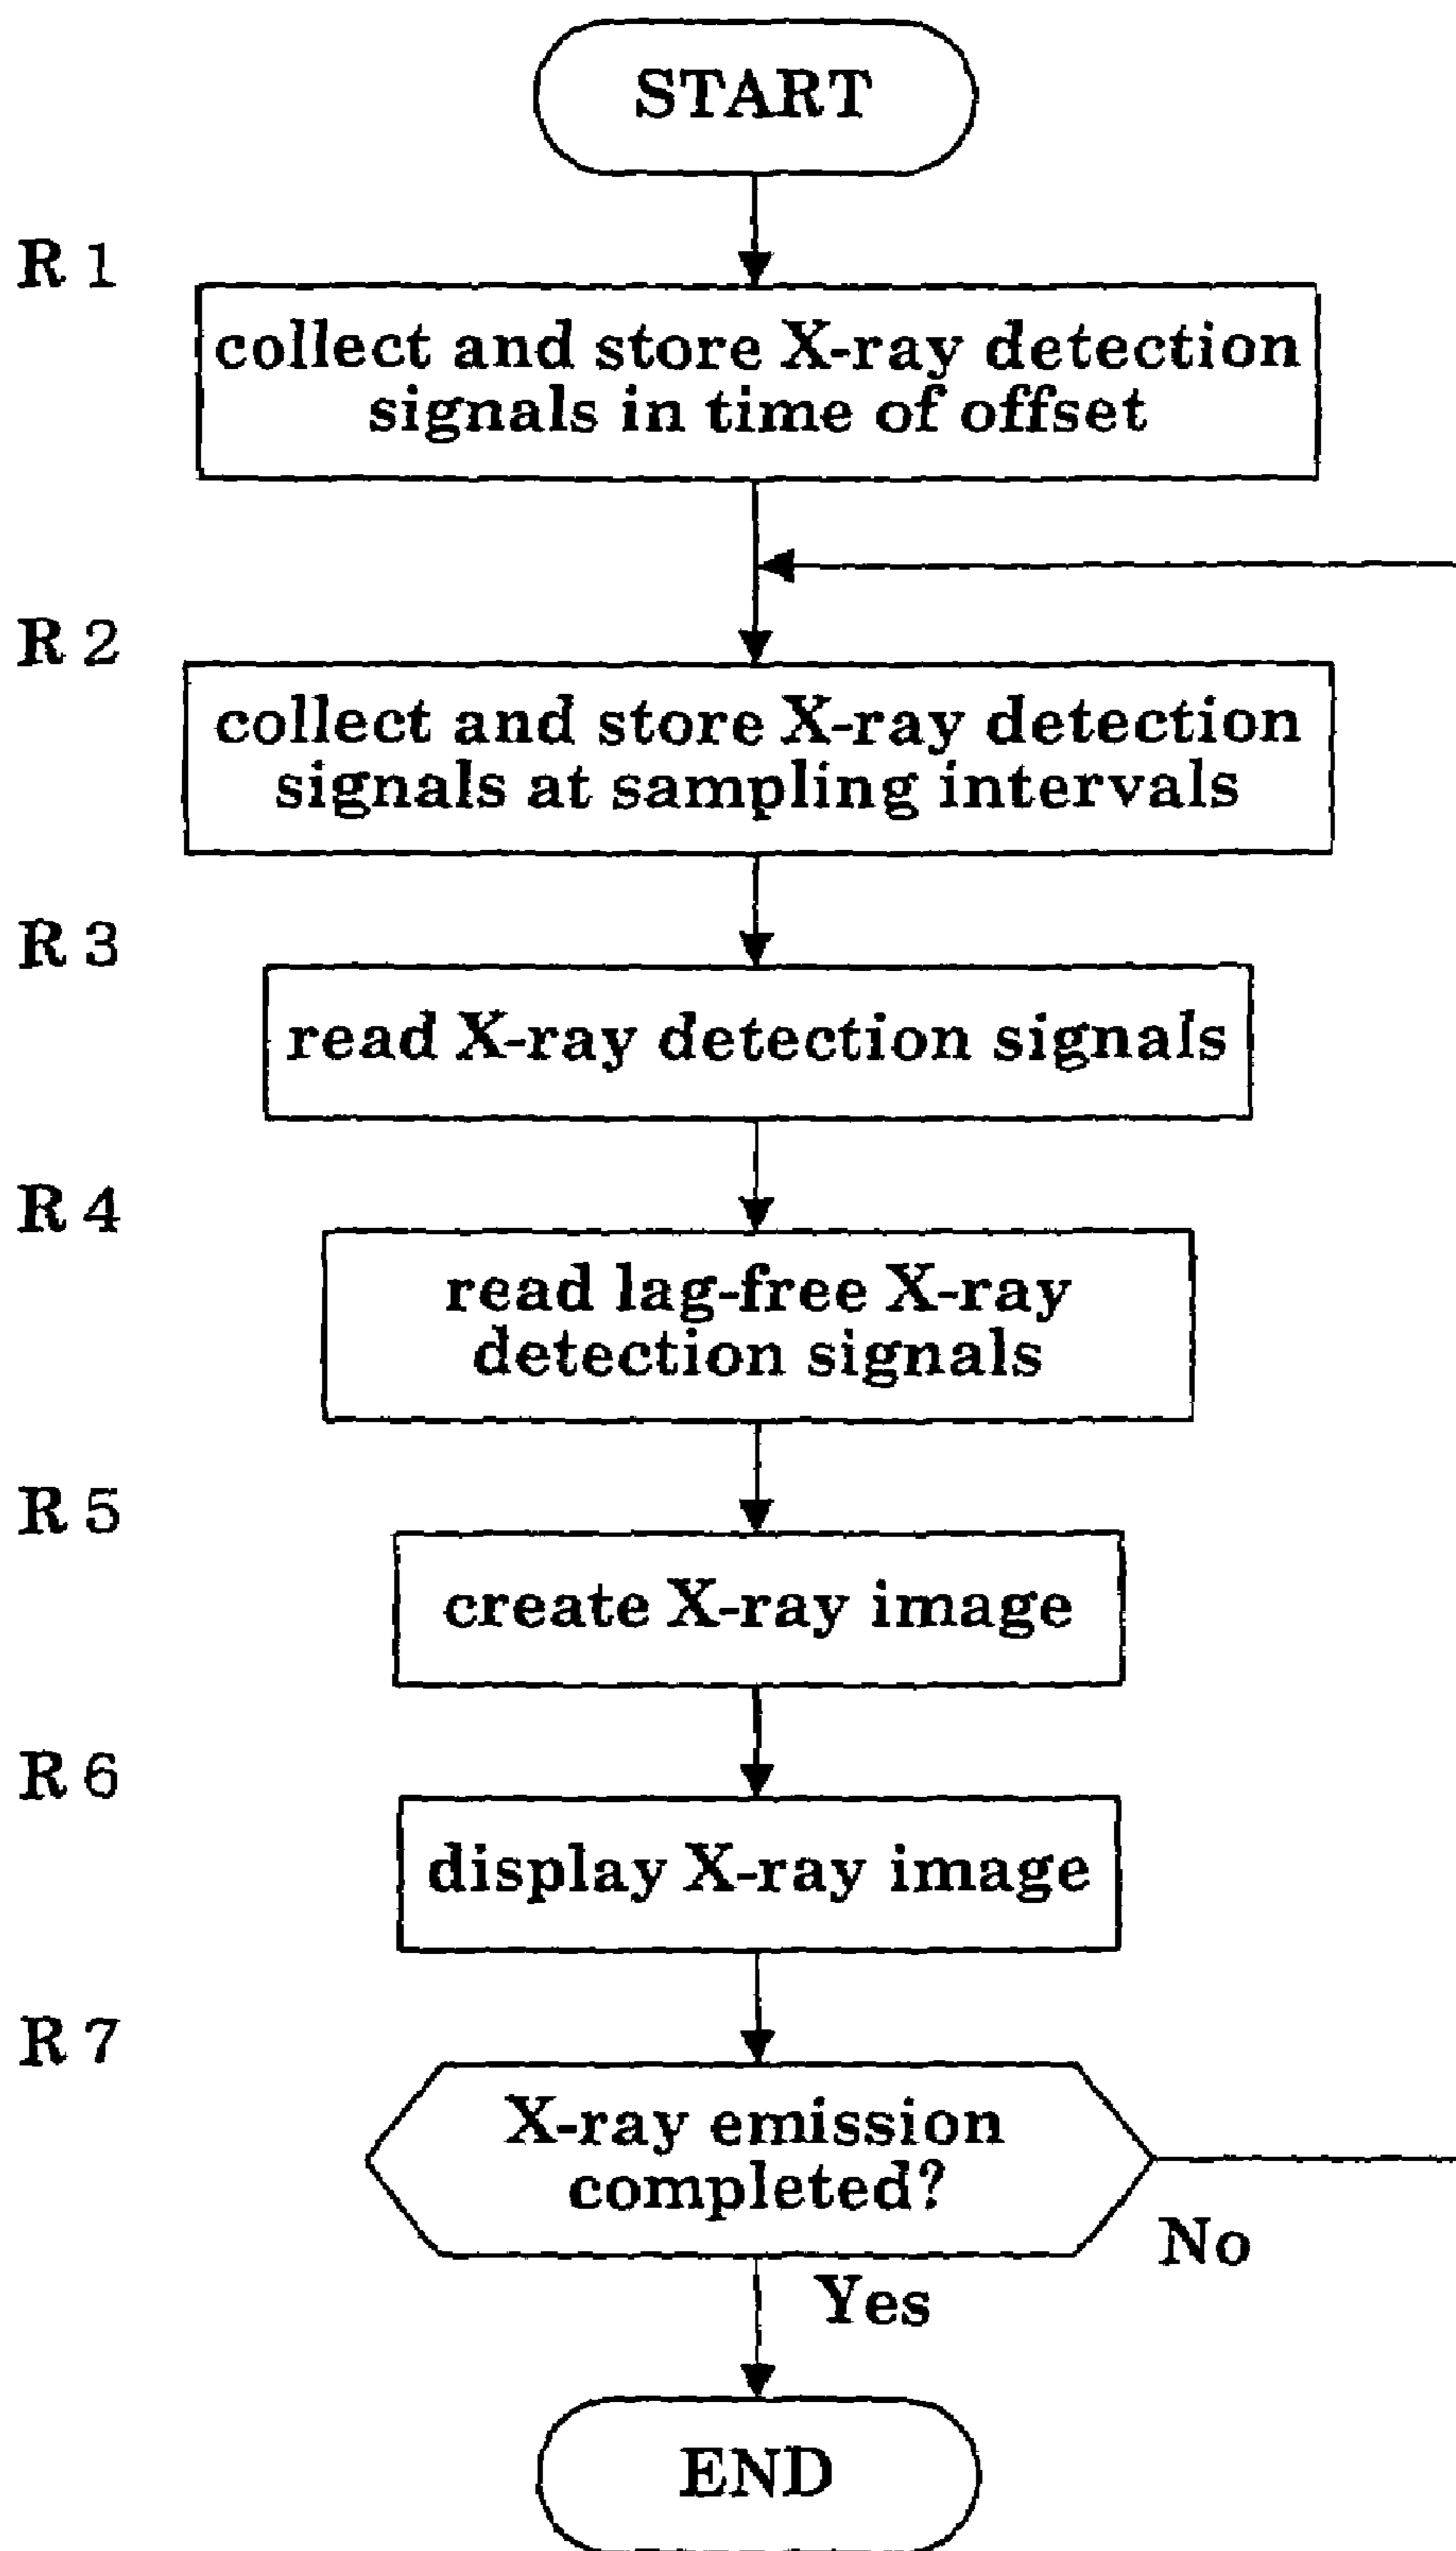 START
R 1
collect and store X-ray detection
signals in time of offset
R 2
collect and store X-ray detection
signals at sampling intervals
R 3
read X-ray detection signals
R 4
read lag-free X-ray
detection signals
R 5
create X-ray image
R 6
display X-ray image
R 7
X-ray emission
completed?
No
Yes
END